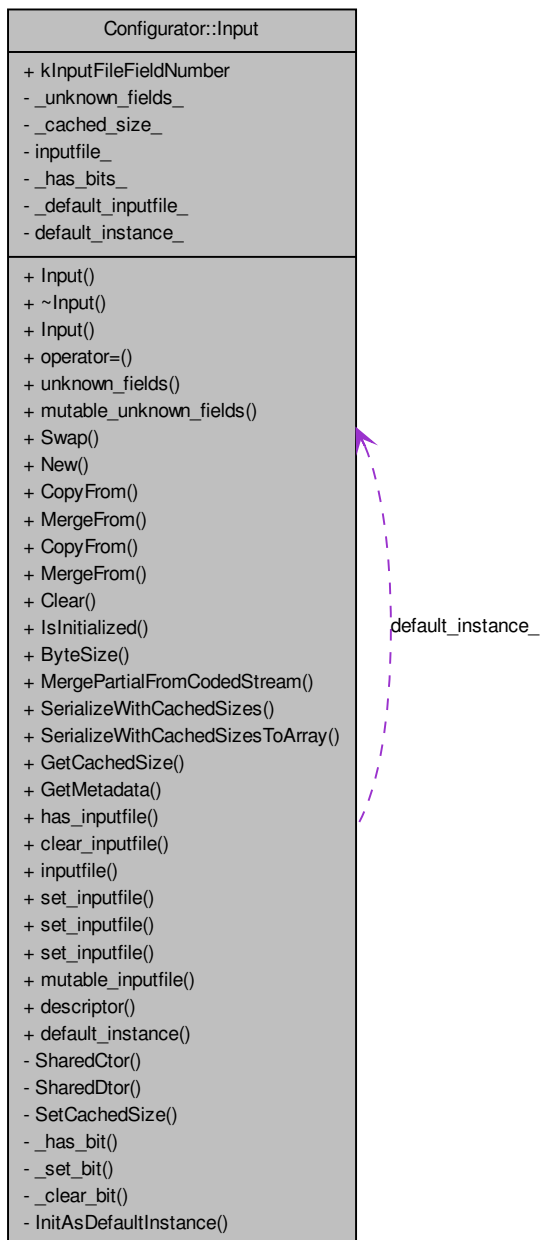 Configurator::Input
+ kInputFileFieldNumber
- _unknown_fields_
- _cached_size_
- inputfile_
- _has_bits_
- _default_inputfile_
- default_instance_
+ Input()
+ ~Input()
+ Input()
+ operator=()
+ unknown_fields()
+ mutable_unknown_fields()
+ Swap()
+ New()
+ CopyFrom()
+ MergeFrom()
+ CopyFrom()
+ MergeFrom()
+ Clear()
+ IsInitialized()
+ ByteSize()
+ MergePartialFromCodedStream()
+ SerializeWithCachedSizes()
+ SerializeWithCachedSizesToArray()
+ GetCachedSize()
+ GetMetadata()
+ has_inputfile()
+ clear_inputfile()
+ inputfile()
+ set_inputfile()
+ set_inputfile()
+ set_inputfile()
+ mutable_inputfile()
+ descriptor()
+ default_instance()
- SharedCtor()
- SharedDtor()
- SetCachedSize()
- _has_bit()
- _set_bit()
- _clear_bit()
- InitAsDefaultInstance()
default_instance_